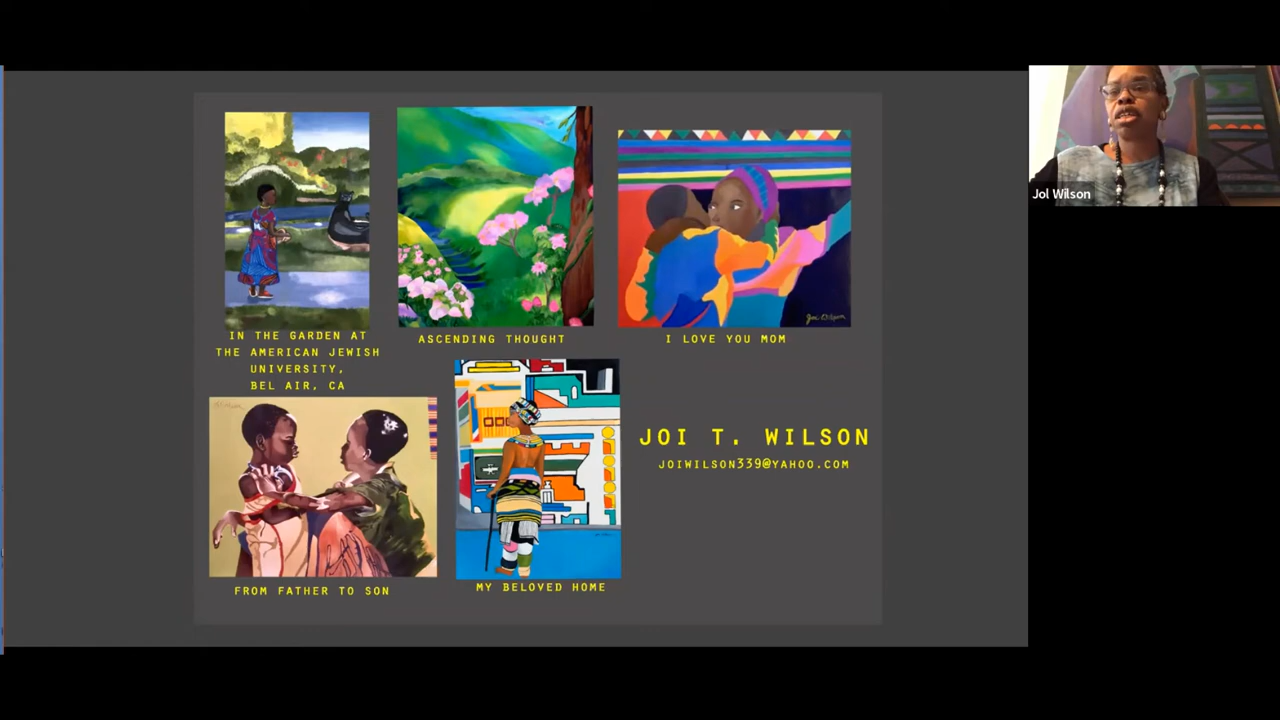 IN THE GARDEN AT
THE AMERICAN JEWISH
UNIVERSITY,
BEL AIR, CA
ASCENDING THOUGHT
I LOVE YOU MOM
FROM FATHER TO SON
MY BELOVED HOME
JOI T. WILSON
JOIWILSON339@YAHOO.COM
Jol Wilson